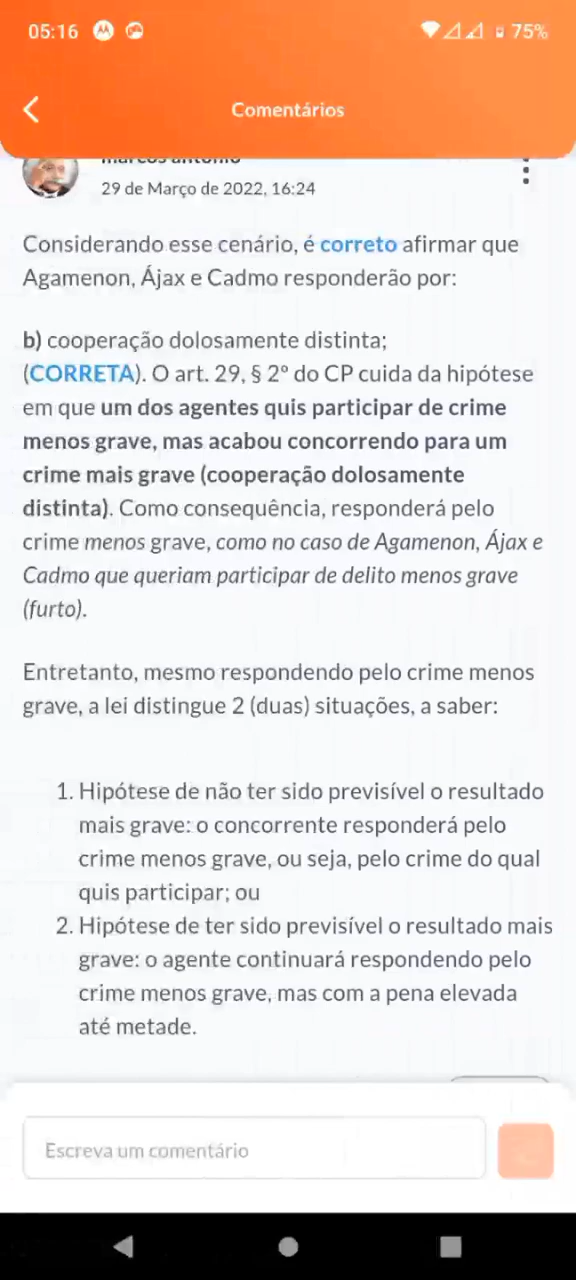 05:16
75%
Comentários
marcos antonio
29 de Março de 2022, 16:24
Considerando esse cenário, é correto afirmar que
Agamenon, Ájax e Cadmo responderão por:
b) cooperação dolosamente distinta;
(CORRETA). O art. 29, § 2º do CP cuida da hipótese
em que um dos agentes quis participar de crime
menos grave, mas acabou concorrendo para um
crime mais grave (cooperação dolosamente
distinta). Como consequência, responderá pelo
crime menos grave, como no caso de Agamenon, Ájax e
Cadmo que queriam participar de delito menos grave
(furto).
Entretanto, mesmo respondendo pelo crime menos
grave, a lei distingue 2 (duas) situações, a saber:
1. Hipótese de não ter sido previsível o resultado
mais grave: o concorrente responderá pelo
crime menos grave, ou seja, pelo crime do qual
quis participar; ou
2. Hipótese de ter sido previsível o resultado mais
grave: o agente continuará respondendo pelo
crime menos grave, mas com a pena elevada
até metade.
Escreva um comentário